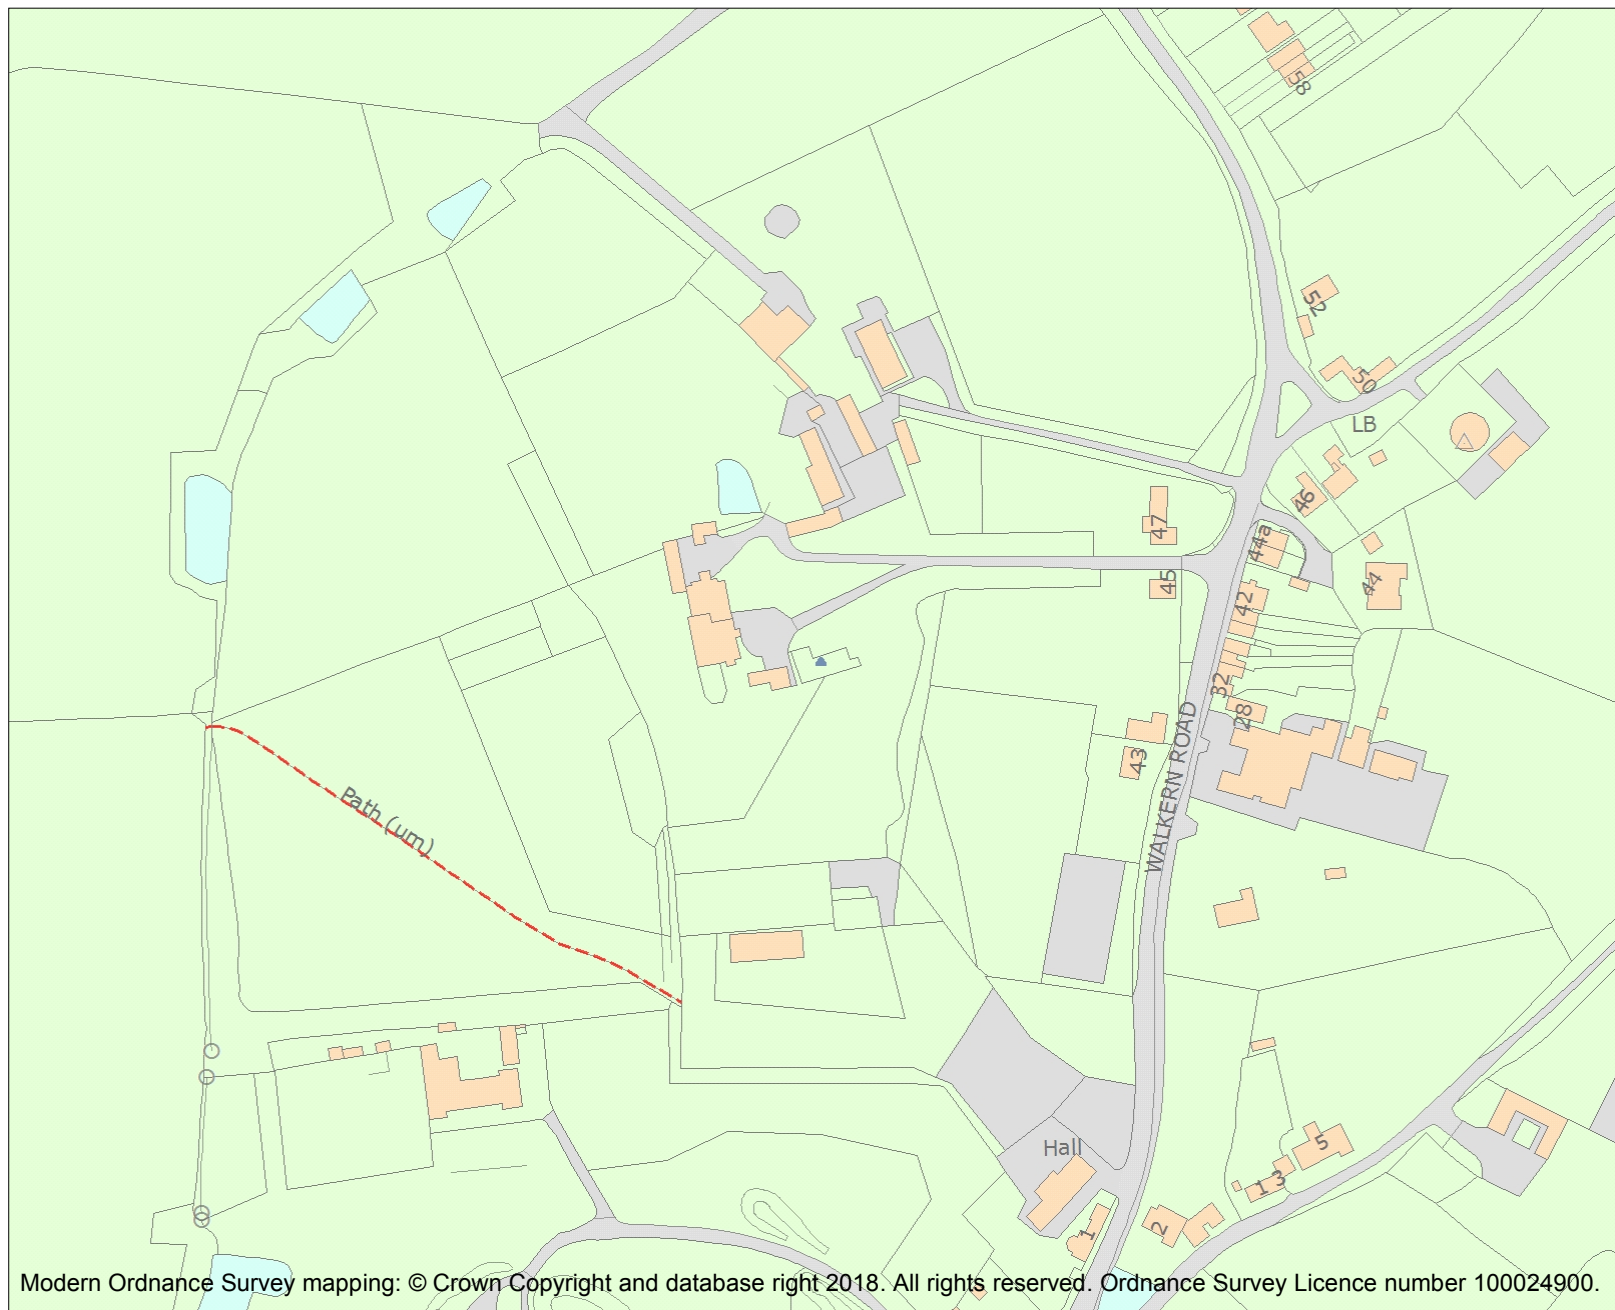 58
52
50
LB
46
47
44a
44
45
42
32
28
WALKERN ROAD
43
Path (um)
Hall
5
1 3
2
1
Modern Ordnance Survey mapping: © Crown Copyright and database right 2018. All rights reserved. Ordnance Survey Licence number 100024900.